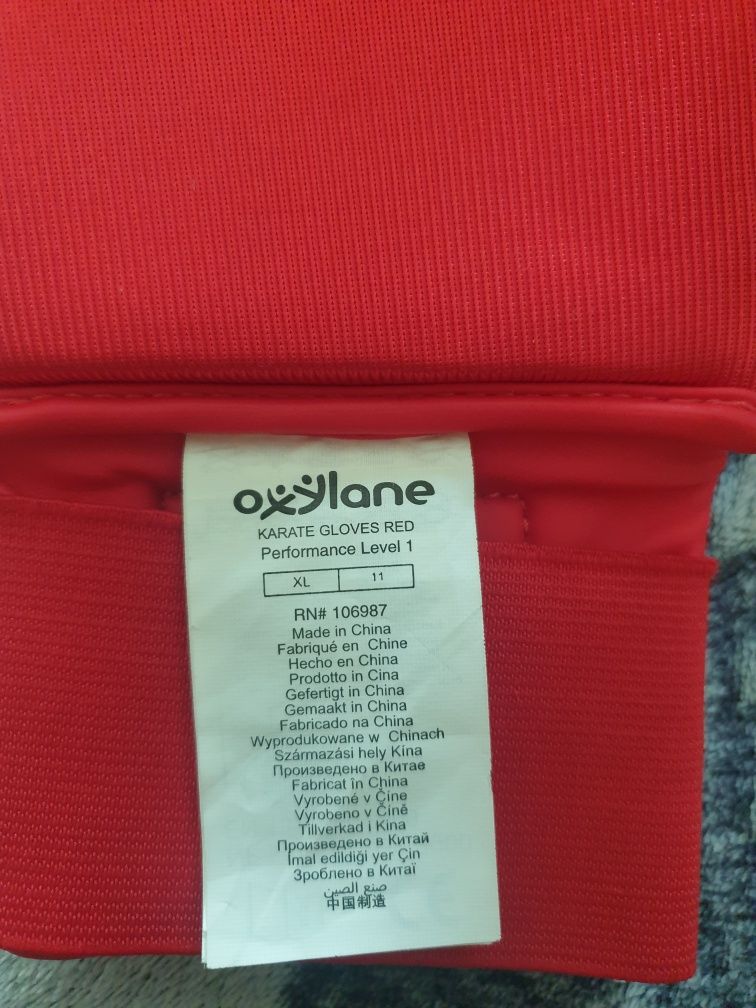 oxylane
KARATE GLOVES RED
Performance Level 1
XL 11
RN# 106987
Made in China
Fabriqué en Chine
Hecho en China
Prodotto in Cina
Gefertigt in China
Gemaakt in China
Fabricado na China
Wyprodukowane w Chinach
Származási hely Kína
Произведено в Китае
Fabricat în China
Vyrobené v Čine
Vyrobeno v Číně
Tillverkad i Kina
Произведено в Китай
İmal edildiği yer Çin
Зроблено в Китаї
صنع الصين
中国制造